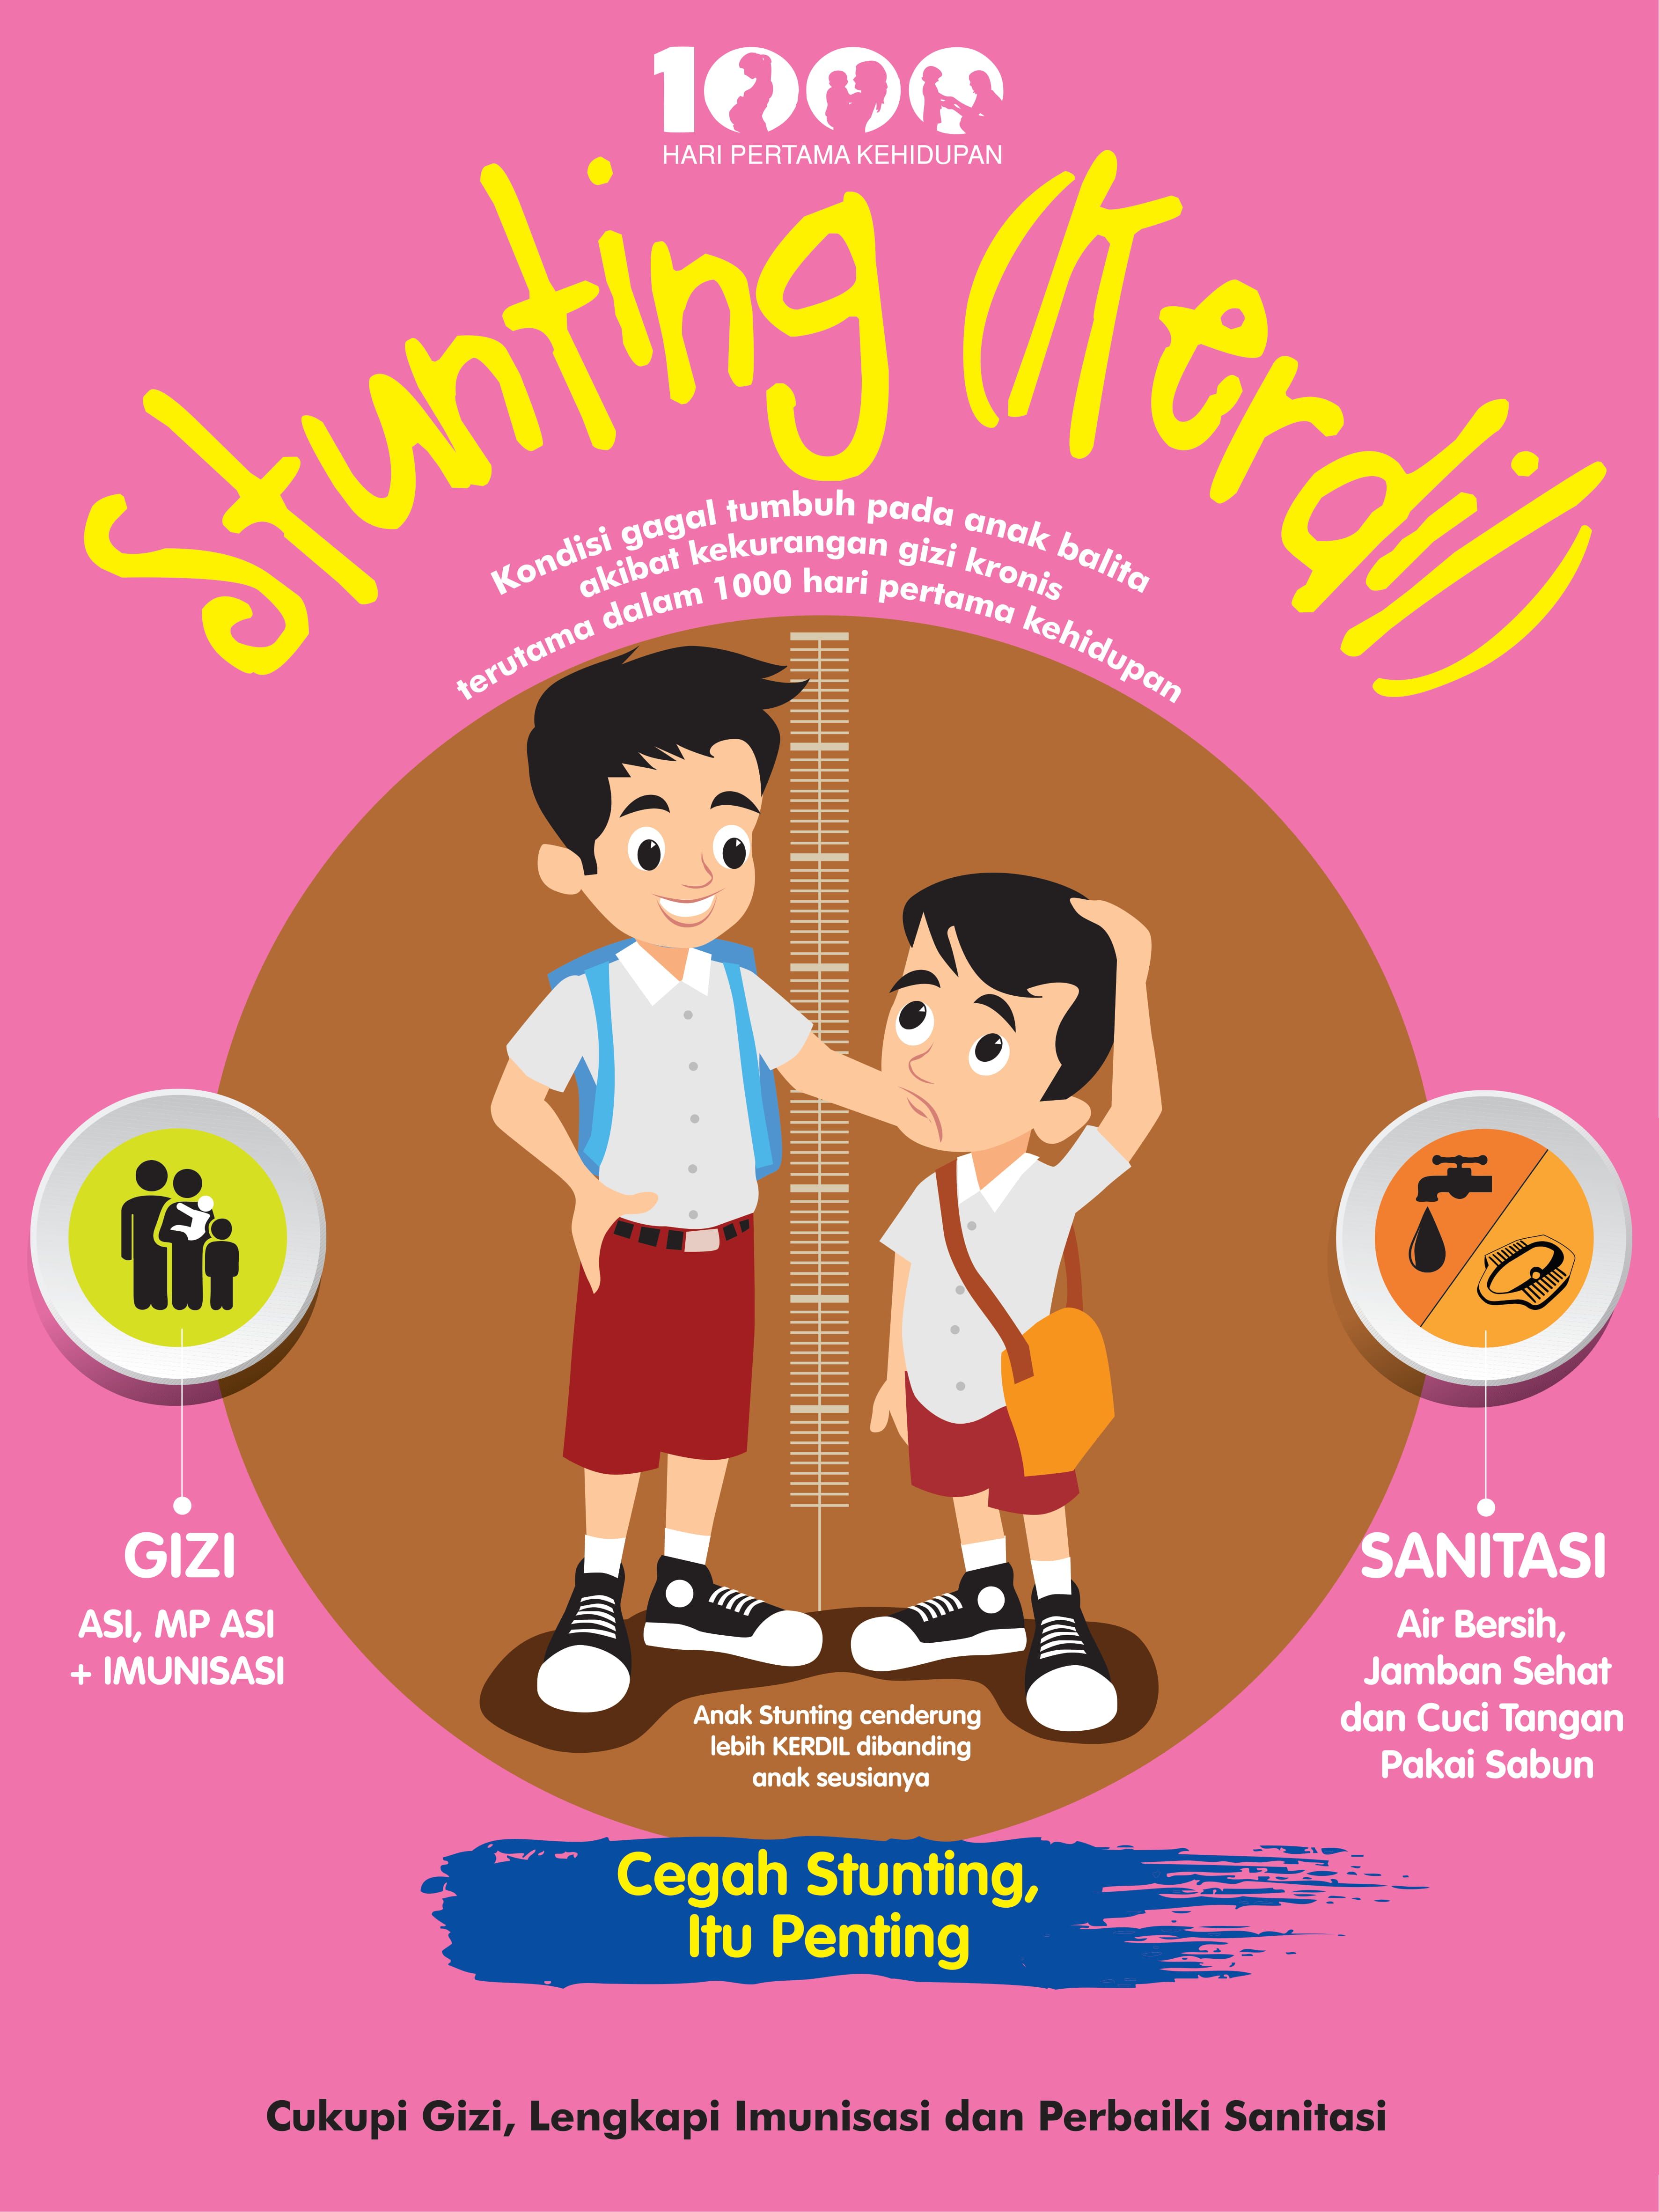 1000
HARI PERTAMA KEHIDUPAN
Stunting (Kerdil)
Kondisi gagal tumbuh pada anak balita
akibat kekurangan gizi kronis
terutama dalam 1000 hari pertama kehidupan
GIZI
ASI, MP ASI
+ IMUNISASI
SANITASI
Air Bersih,
Jamban Sehat
dan Cuci Tangan
Pakai Sabun
Anak Stunting cenderung
lebih KERDIL dibanding
anak seusianya
Cegah Stunting,
Itu Penting
Cukupi Gizi, Lengkapi Imunisasi dan Perbaiki Sanitasi